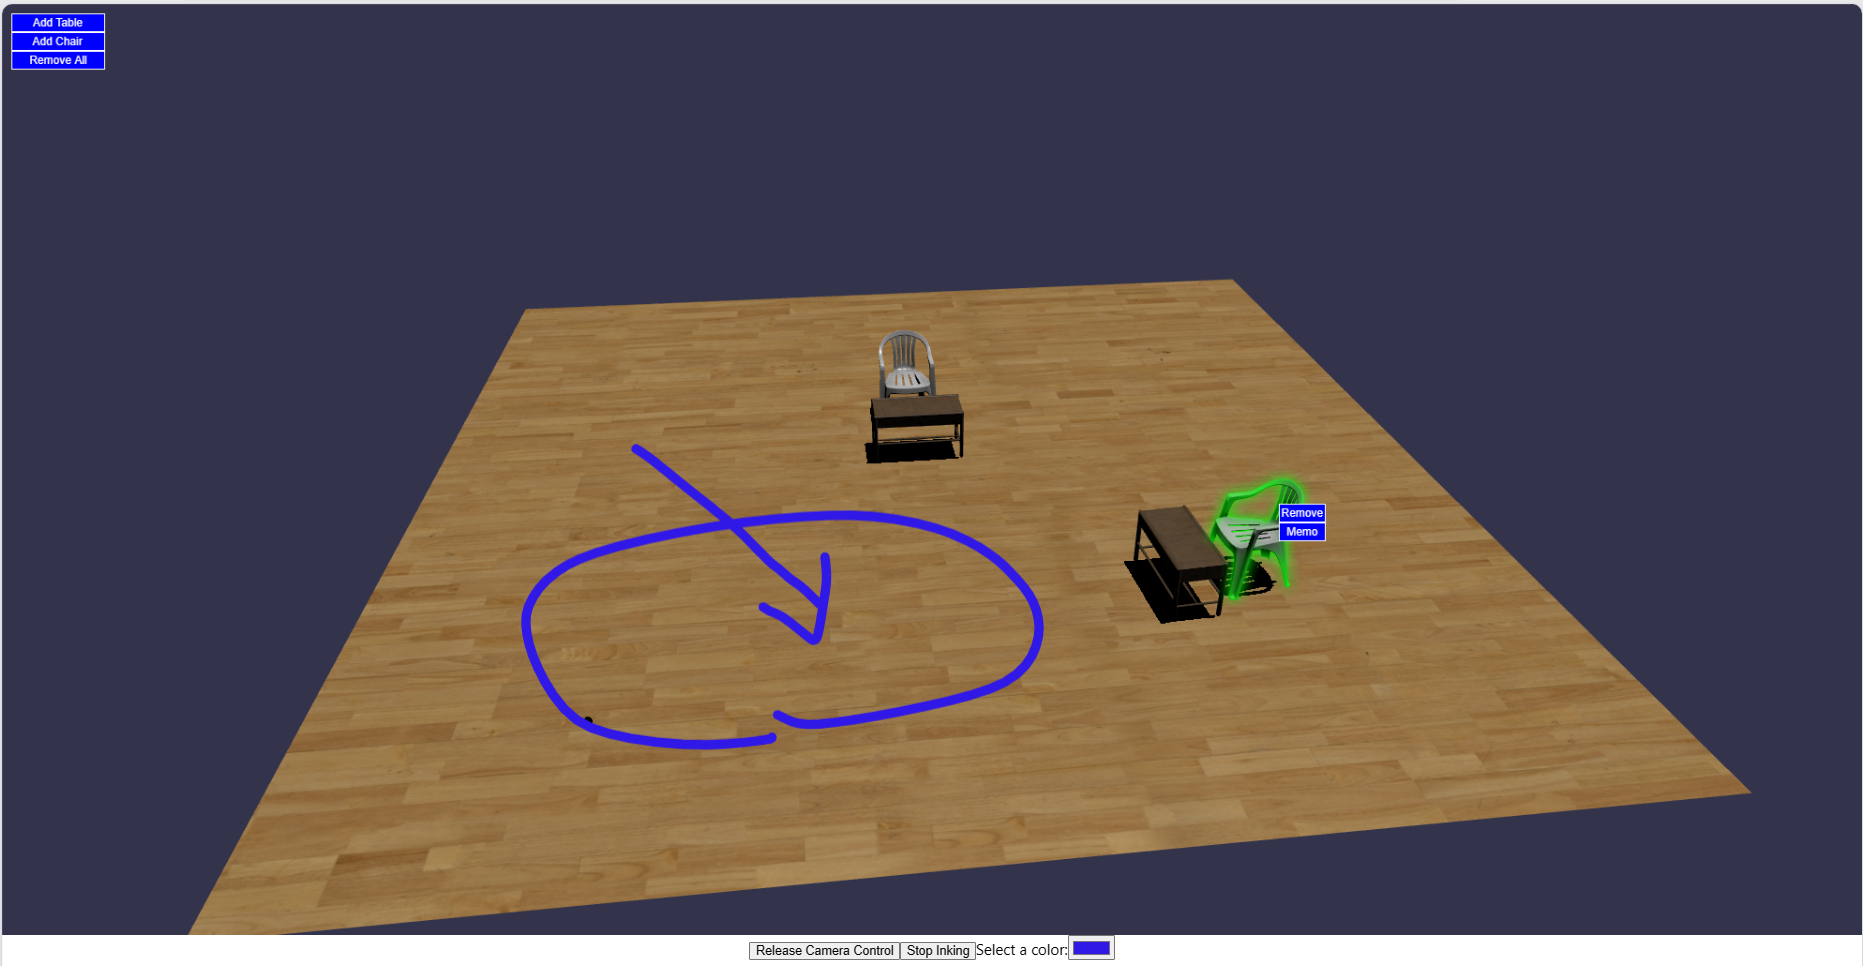 Add Table
Add Chair
Remove All
Remove
Memo
Release Camera Control Stop Inking Select a color: